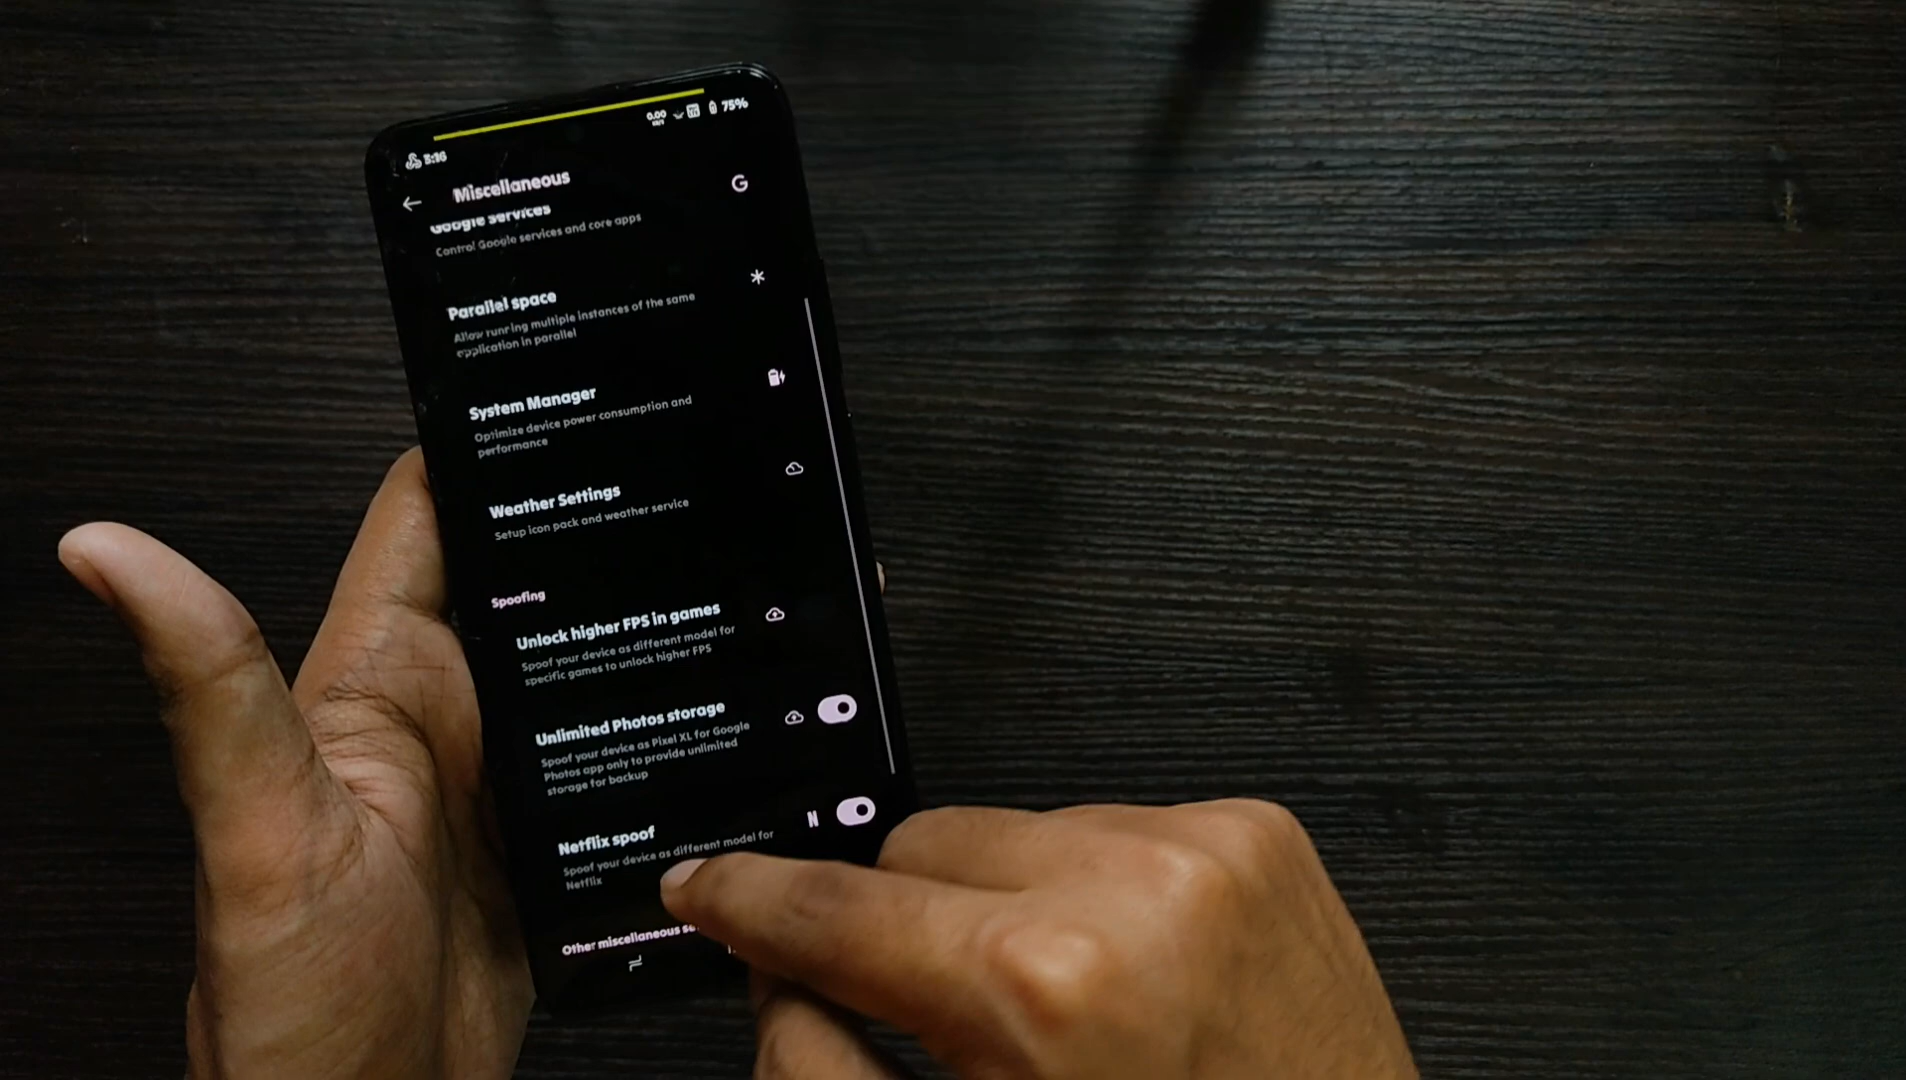 0.00
75%
5:16
Miscellaneous
G
Google services
Control Google services and core apps
Parallel space
Allow running multiple instances of the same
application in parallel
System Manager
Optimize device power consumption and
performance
Weather Settings
Setup icon pack and weather service
Spoofing
Unlock higher FPS in games
Spoof your device as different model for
specific games to unlock higher FPS
Unlimited Photos storage
Spoof your device as Pixel XL for Google
Photos app only to provide unlimited
storage for backup
N
Netflix spoof
Spoof your device as different model for
Netflix
Other miscellaneous